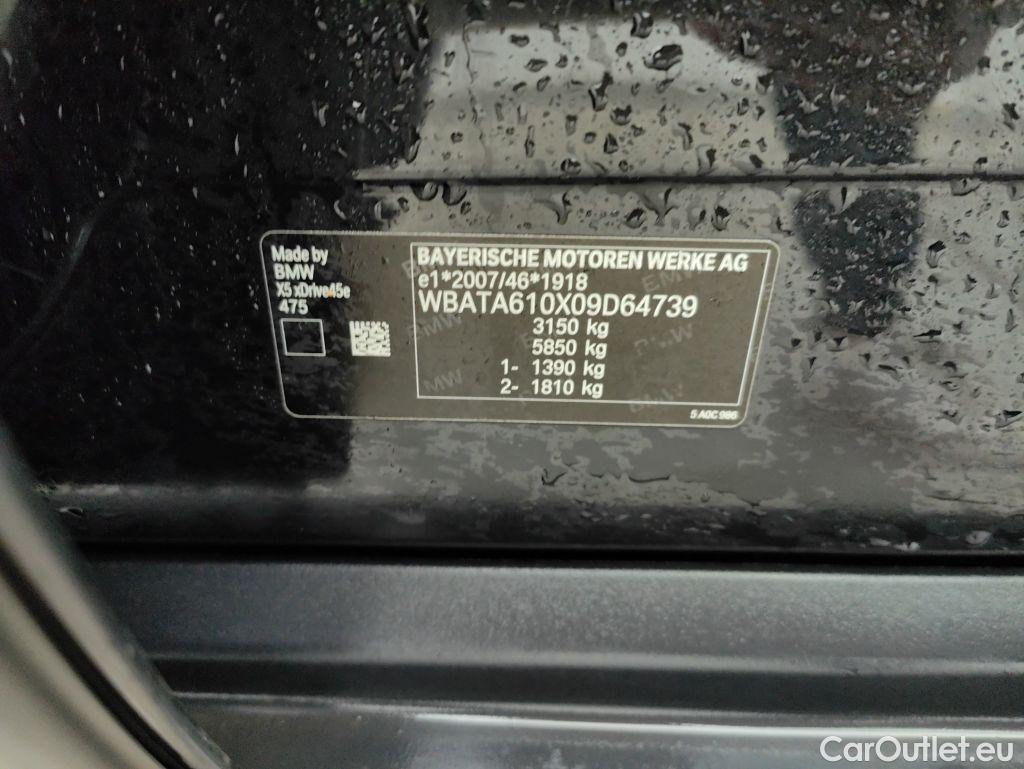 Made by
BMW
X5 xDrive45e
475
BAYERISCHE MOTOREN WERKE AG
e1*2007/46*1918
WBATA610X09D64739
3150 kg
5850 kg
1- 1390 kg
2- 1810 kg
5 A0C 986
CarOutlet.eu